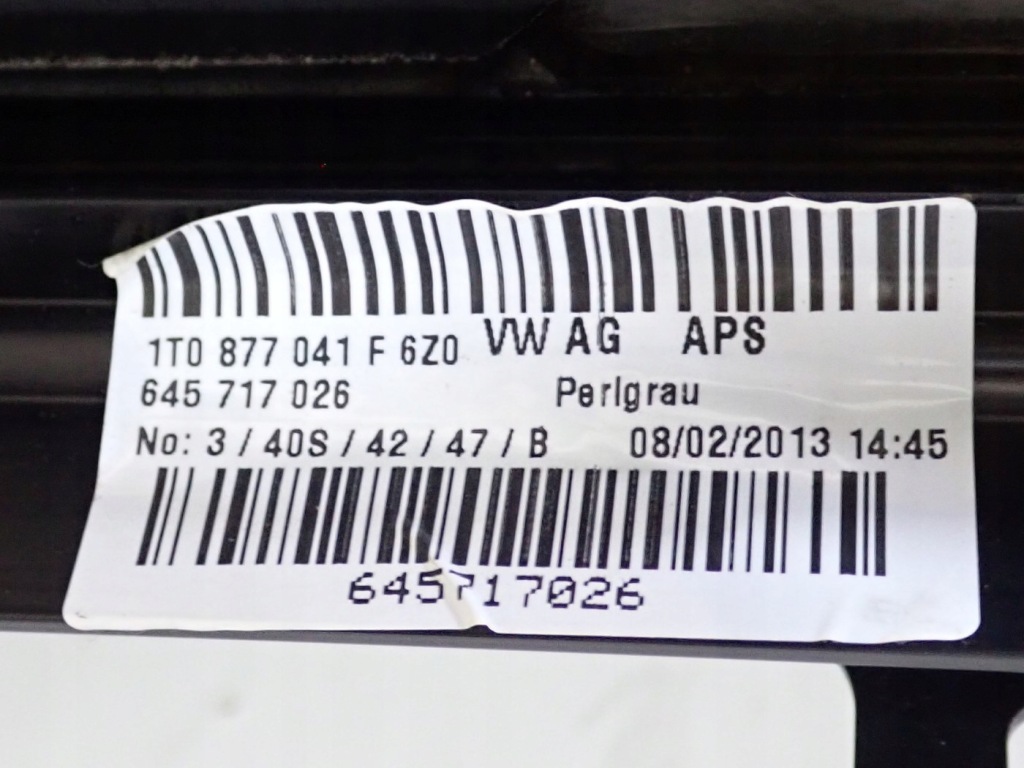 1T0 877 041 F 6Z0 VW AG APS
645 717 026 Perlgrau
No: 3 / 40S / 42 / 47 / B 08/02/2013 14:45
645717026